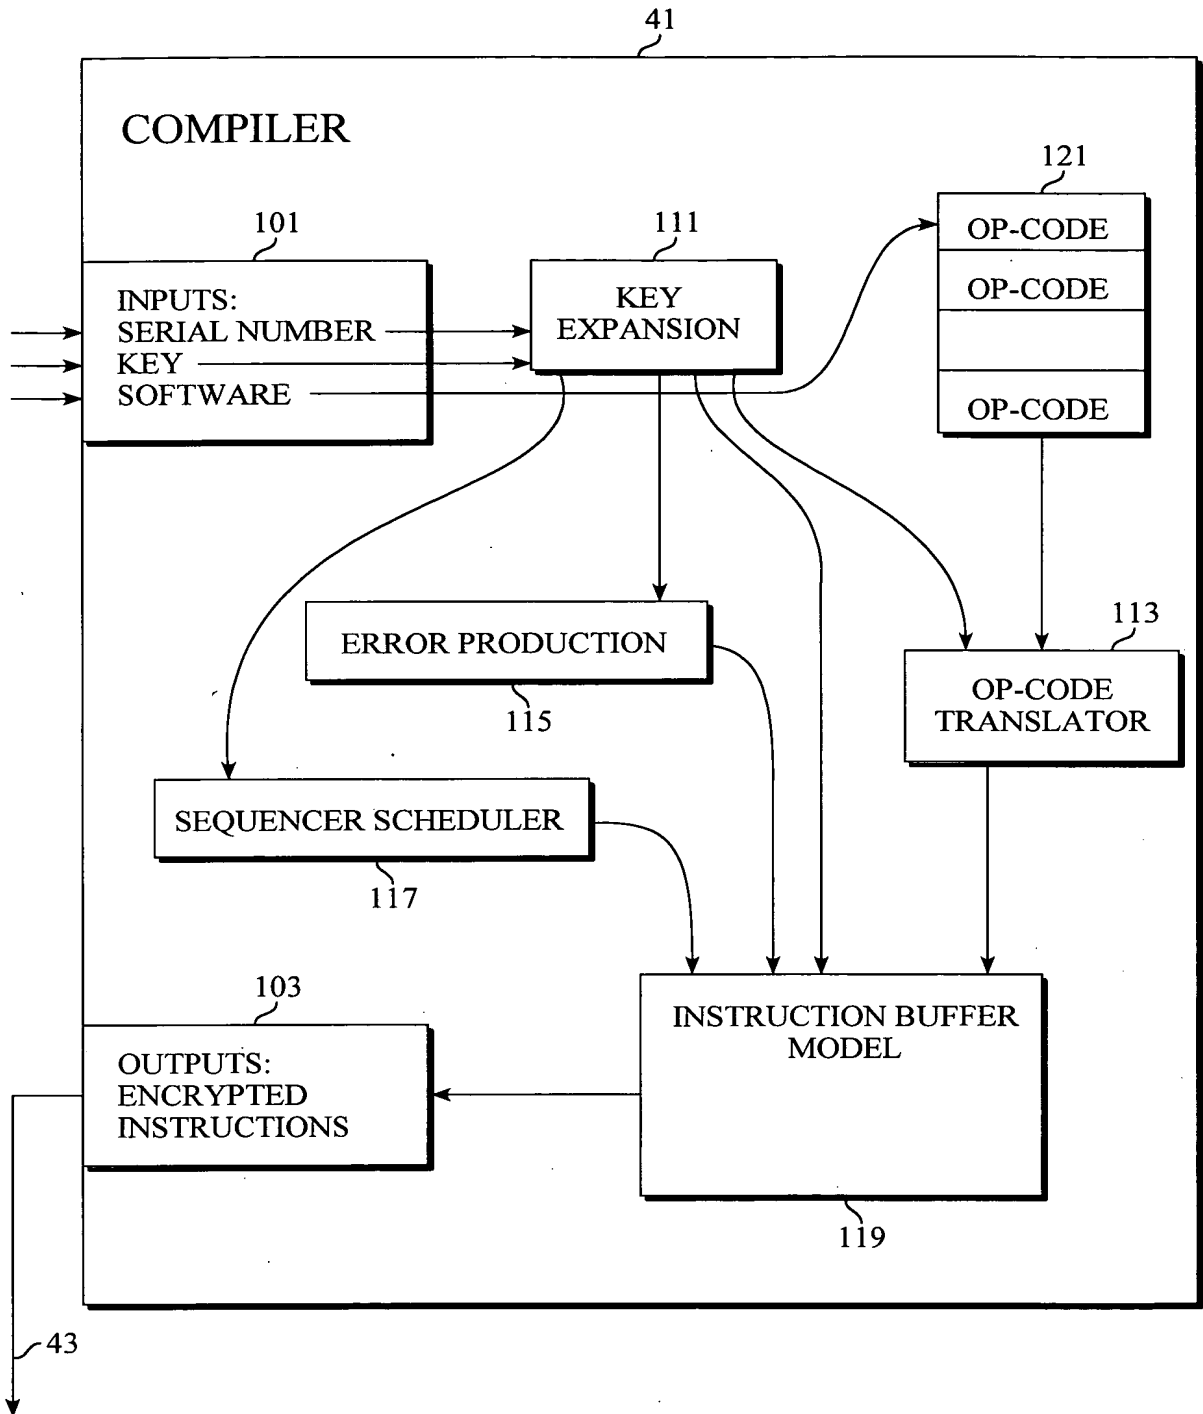 41
COMPILER
121
OP-CODE
OP-CODE
OP-CODE
101
INPUTS:
SERIAL NUMBER
KEY
SOFTWARE
111
KEY
EXPANSION
ERROR PRODUCTION
115
113
OP-CODE
TRANSLATOR
SEQUENCER SCHEDULER
117
103
OUTPUTS:
ENCRYPTED
INSTRUCTIONS
INSTRUCTION BUFFER
MODEL
119
43